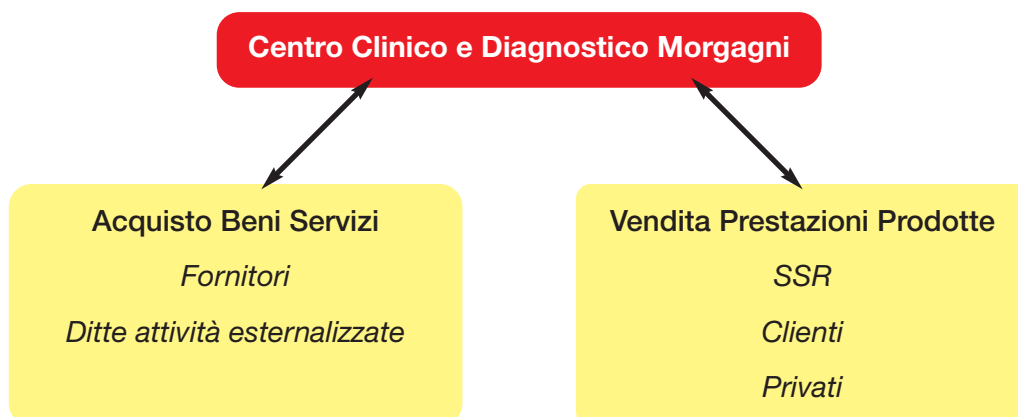 Centro Clinico e Diagnostico Morgagni
Acquisto Beni Servizi
Fornitori
Ditte attività esternalizzate
Vendita Prestazioni Prodotte
SSR
Clienti
Privati